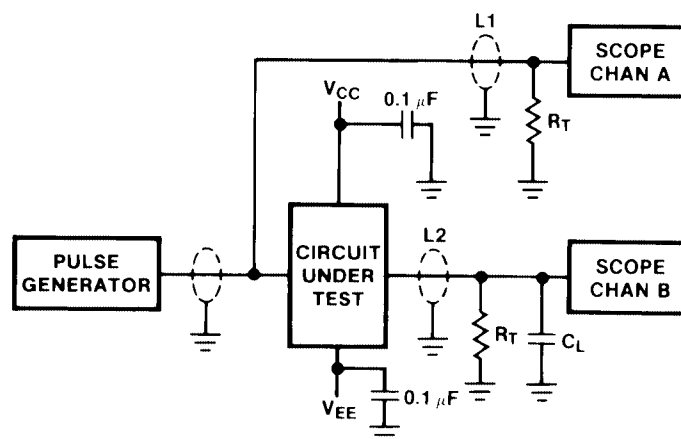 L1
SCOPE
CHAN A
VCC
0.1 μF
RT
PULSE
GENERATOR
CIRCUIT
UNDER
TEST
L2
SCOPE
CHAN B
RT
CL
VEE
0.1 μF